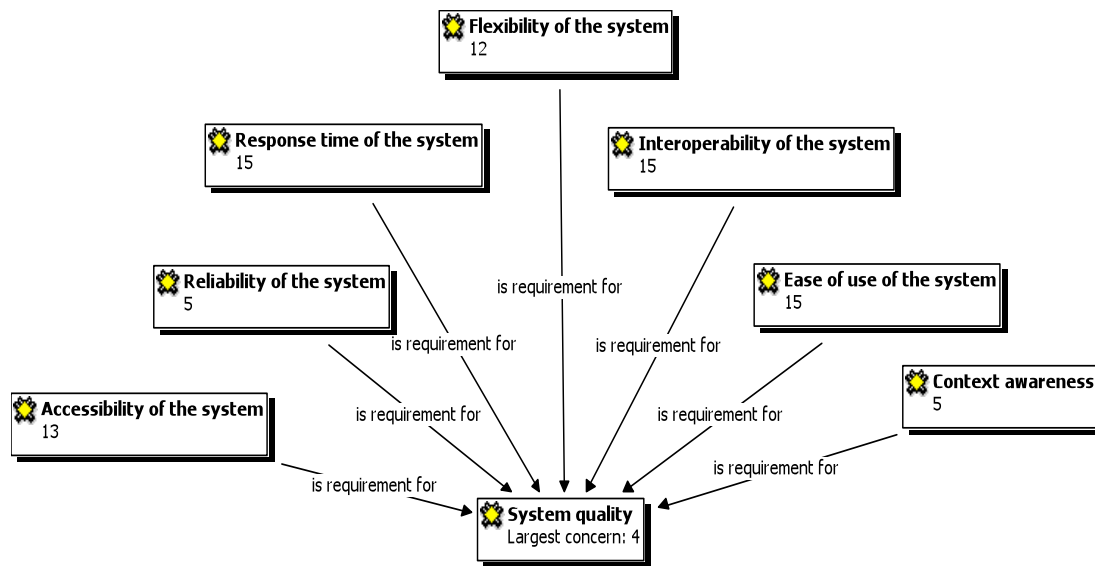 Flexibility of the system
12
Response time of the system
15
Interoperability of the system
15
Reliability of the system
5
Ease of use of the system
15
is requirement for
is requirement for
is requirement for
Accessibility of the system
13
Context awareness
5
is requirement for
is requirement for
is requirement for
is requirement for
System quality
Largest concern: 4